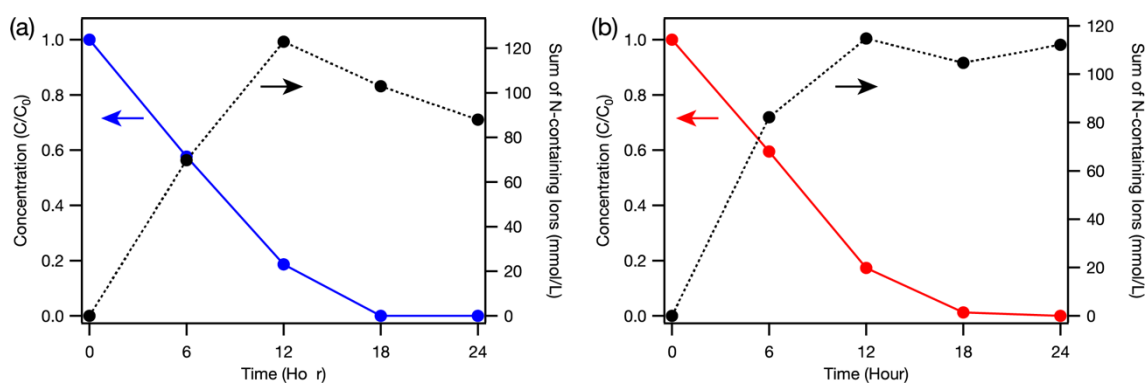 (a)
1.0
0.8
0.6
0.4
0.2
0.0
Concentration (C/C₀)
120
100
80
60
40
20
0
Sum of N-containing Ions (mmol/L)
0 6 12 18 24
Time (Ho r)
(b)
1.0
0.8
0.6
0.4
0.2
0.0
Concentration (C/C₀)
120
100
80
60
40
20
0
Sum of N-containing Ions (mmol/L)
0 6 12 18 24
Time (Hour)